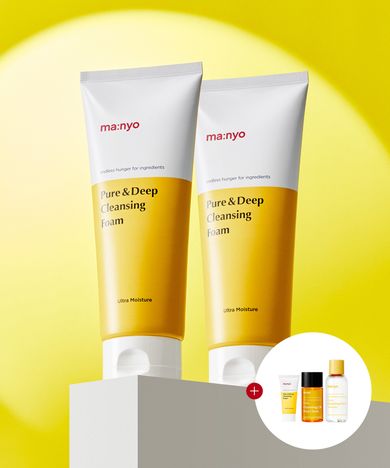 ma:nyo
endless hunger for ingredients
Pure & Deep
Cleansing
Foam
Ultra Moisture
ma:nyo
endless hunger for ingredients
Pure & Deep
Cleansing
Foam
Ultra Moisture
+